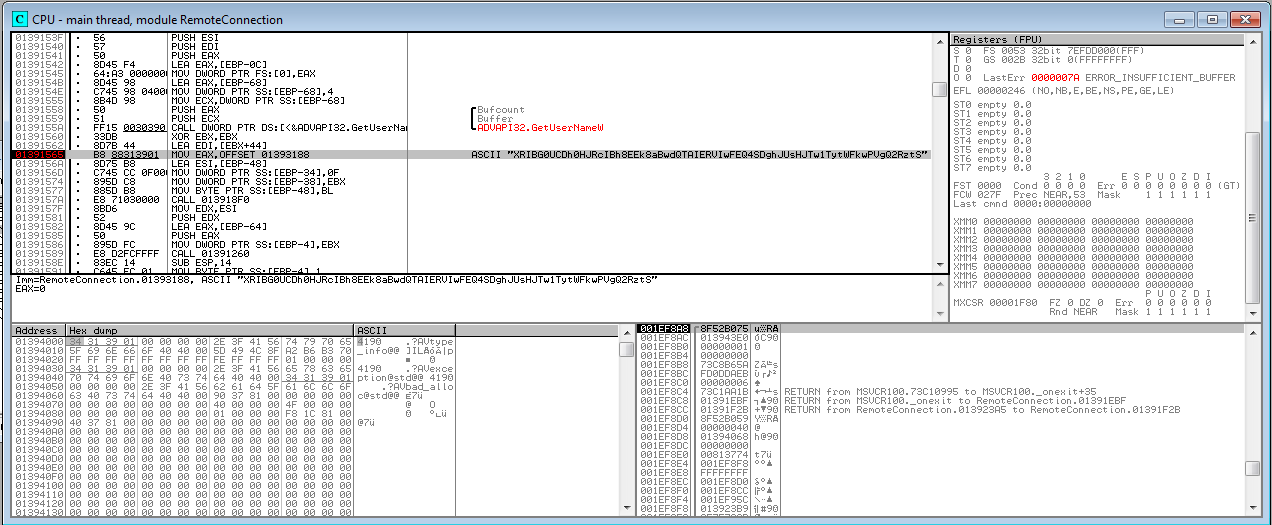 CPU - main thread, module RemoteConnection
0139153F 56 PUSH ESI
01391540 57 PUSH EDI
01391541 50 PUSH EAX
01391542 8D45 F4 LEA EAX,[EBP-0C]
01391545 64:A3 0000000 MOV DWORD PTR FS:[0],EAX
0139154B 8D45 98 LEA EAX,[EBP-68]
0139154E C745 98 0400 MOV DWORD PTR SS:[EBP-68],4
01391555 8B4D 98 MOV ECX,DWORD PTR SS:[EBP-68]
01391558 50 PUSH EAX Bufcount
01391559 51 PUSH ECX Buffer
0139155A FF15 0030390 CALL DWORD PTR DS:[<&ADVAPI32.GetUserNam ADVAPI32.GetUserNameW
01391560 33DB XOR EBX,EBX
01391562 8D7B 44 LEA EDI,[EBX+44]
01391565 B8 88313901 MOV EAX,OFFSET 01393188 ASCII "XRIBG0UCDh0HJRcIBh8EEk8aBwdQTAIERVIwFEQ4SDghJUsHJTw1TytWFkwPVgQ2RztS"
0139156A 8D75 B8 LEA ESI,[EBP-48]
0139156D C745 CC 0F00 MOV DWORD PTR SS:[EBP-34],0F
01391574 895D C8 MOV DWORD PTR SS:[EBP-38],EBX
01391577 885D B8 MOV BYTE PTR SS:[EBP-48],BL
0139157A E8 71030000 CALL 013918F0
0139157F 8BD6 MOV EDX,ESI
01391581 52 PUSH EDX
01391582 8D45 9C LEA EAX,[EBP-64]
01391585 50 PUSH EAX
01391586 895D FC MOV DWORD PTR SS:[EBP-4],EBX
01391589 E8 D2FCFFFF CALL 01391260
0139158E 83EC 14 SUB ESP,14
01391591 C645 FC 01 MOV BYTE PTR SS:[EBP-4],1
Imm=RemoteConnection.01393188, ASCII "XRIBG0UCDh0HJRcIBh8EEk8aBwdQTAIERVIwFEQ4SDghJUsHJTw1TytWFkwPVgQ2RztS"
EAX=0
Registers (FPU)
S 0 FS 0053 32bit 7EFDD000(FFF)
T 0 GS 002B 32bit 0(FFFFFFFF)
D 0
O 0 LastErr 0000007A ERROR_INSUFFICIENT_BUFFER
EFL 00000246 (NO,NB,E,BE,NS,PE,GE,LE)
ST0 empty 0.0
ST1 empty 0.0
ST2 empty 0.0
ST3 empty 0.0
ST4 empty 0.0
ST5 empty 0.0
ST6 empty 0.0
ST7 empty 0.0
3 2 1 0 E S P U O Z D I
FST 0000 Cond 0 0 0 0 Err 0 0 0 0 0 0 0 0 (GT)
FCW 027F Prec NEAR,53 Mask 1 1 1 1 1 1
Last cmnd 0000:00000000
XMM0 00000000 00000000 00000000 00000000
XMM1 00000000 00000000 00000000 00000000
XMM2 00000000 00000000 00000000 00000000
XMM3 00000000 00000000 00000000 00000000
XMM4 00000000 00000000 00000000 00000000
XMM5 00000000 00000000 00000000 00000000
XMM6 00000000 00000000 00000000 00000000
XMM7 00000000 00000000 00000000 00000000
P U O Z D I
MXCSR 00001F80 FZ 0 DZ 0 Err 0 0 0 0 0 0
Rnd NEAR Mask 1 1 1 1 1 1
Address Hex dump ASCII
01394000 34 31 39 01 00 00 00 00 2E 3F 41 56 74 79 70 65 4190 .?AVtype
01394010 5F 69 6E 66 6F 40 40 00 5D 49 4C 8F A2 B6 B3 70
01394020 FF FF FF FF FF FF FF FF FE FF FF FF 01 00 00 00
01394030 34 31 39 01 00 00 00 00 2E 3F 41 56 65 78 63 65 4190 .?AVexce
01394040 70 74 69 6F 6E 40 73 74 64 40 40 00 34 31 39 01 ption@std@@ 4190
01394050 00 00 00 00 2E 3F 41 56 62 61 64 5F 61 6C 6C 6F .?AVbad_allo
01394060 63 40 73 74 64 40 40 00 90 37 81 00 00 00 00 00
01394070 00 00 00 00 00 00 00 00 40 00 00 00 4F 00 00 00 @ O
01394080 00 00 00 00 00 00 00 00 01 00 00 00 F8 1C 81 00
01394090 40 37 81 00 00 00 00 00 00 00 00 00 00 00 00 00 @7ü
013940A0 00 00 00 00 00 00 00 00 00 00 00 00 00 00 00 00
013940B0 00 00 00 00 00 00 00 00 00 00 00 00 00 00 00 00
013940C0 00 00 00 00 00 00 00 00 00 00 00 00 00 00 00 00
013940D0 00 00 00 00 00 00 00 00 00 00 00 00 00 00 00 00
013940E0 00 00 00 00 00 00 00 00 00 00 00 00 00 00 00 00
013940F0 00 00 00 00 00 00 00 00 00 00 00 00 00 00 00 00
01394100 00 00 00 00 00 00 00 00 00 00 00 00 00 00 00 00
01394110 00 00 00 00 00 00 00 00 00 00 00 00 00 00 00 00
01394120 00 00 00 00 00 00 00 00 00 00 00 00 00 00 00 00
01394130 00 00 00 00 00 00 00 00 00 00 00 00 00 00 00 00
001EF8A8 8F52B075
001EF8AC 013943E0
001EF8B0 00000001
001EF8B4 00000000
001EF8B8 73C8B65A
001EF8BC FD0DDAEB
001EF8C0 00000006
001EF8C4 73C1AA1B RETURN from MSVCR100.73C10995 to MSVCR100._onexit+35
001EF8C8 01391EBF RETURN from MSVCR100._onexit to RemoteConnection.01391EBF
001EF8CC 01391F2B RETURN from RemoteConnection.013923A5 to RemoteConnection.01391F2B
001EF8D0 8F52B059
001EF8D4 00000040 @
001EF8D8 01394068 h@90
001EF8DC 00000000
001EF8E0 00813774 t7ü
001EF8E4 001EF8F8
001EF8E8 FFFFFFFF
001EF8EC 001EF8D0
001EF8F0 001EF8CC
001EF8F4 001EF95C
001EF8F8 013923B9